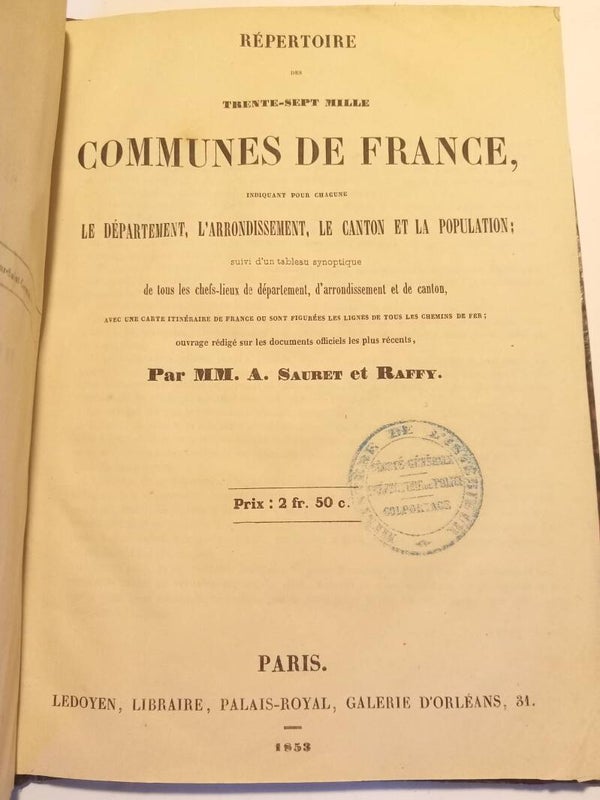 RÉPERTOIRE
DES
TRENTE-SEPT MILLE
COMMUNES DE FRANCE,
INDIQUANT POUR CHACUNE
LE DÉPARTEMENT, L'ARRONDISSEMENT, LE CANTON ET LA POPULATION;
suivi d'un tableau synoptique
de tous les chefs-lieux de département, d'arrondissement et de canton,
AVEC UNE CARTE ITINÉRAIRE DE FRANCE OU SONT FIGURÉES LES LIGNES DE TOUS LES CHEMINS DE FER;
ouvrage rédigé sur les documents officiels les plus récents,
Par MM. A. SAURET et RAFFY.
DE L'INTÉRIEUR
SURETÉ GÉNÉRALE
COLPORTAGE
Prix : 2 fr. 50 c.
PARIS.
LEDOYEN, LIBRAIRE, PALAIS-ROYAL, GALERIE D'ORLÉANS, 31.
1853